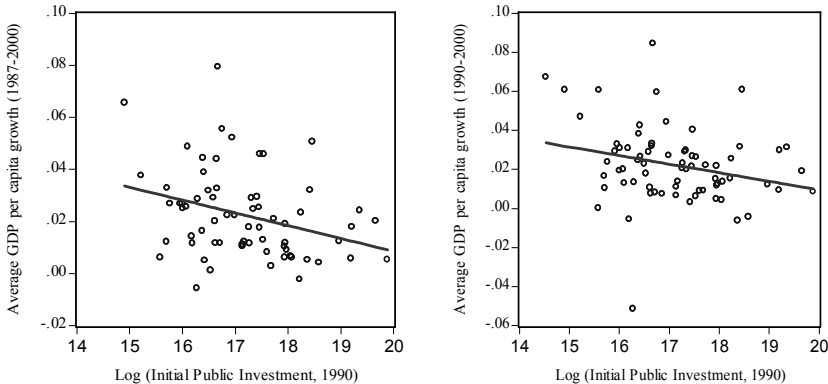 Average GDP per capita growth (1987-2000)
.10
.08
.06
.04
.02
.00
-.02
14 15 16 17 18 19 20
Log (Initial Public Investment, 1990)
Average GDP per capita growth (1990-2000)
.10
.08
.06
.04
.02
.00
-.02
-.04
-.06
14 15 16 17 18 19 20
Log (Initial Public Investment, 1990)